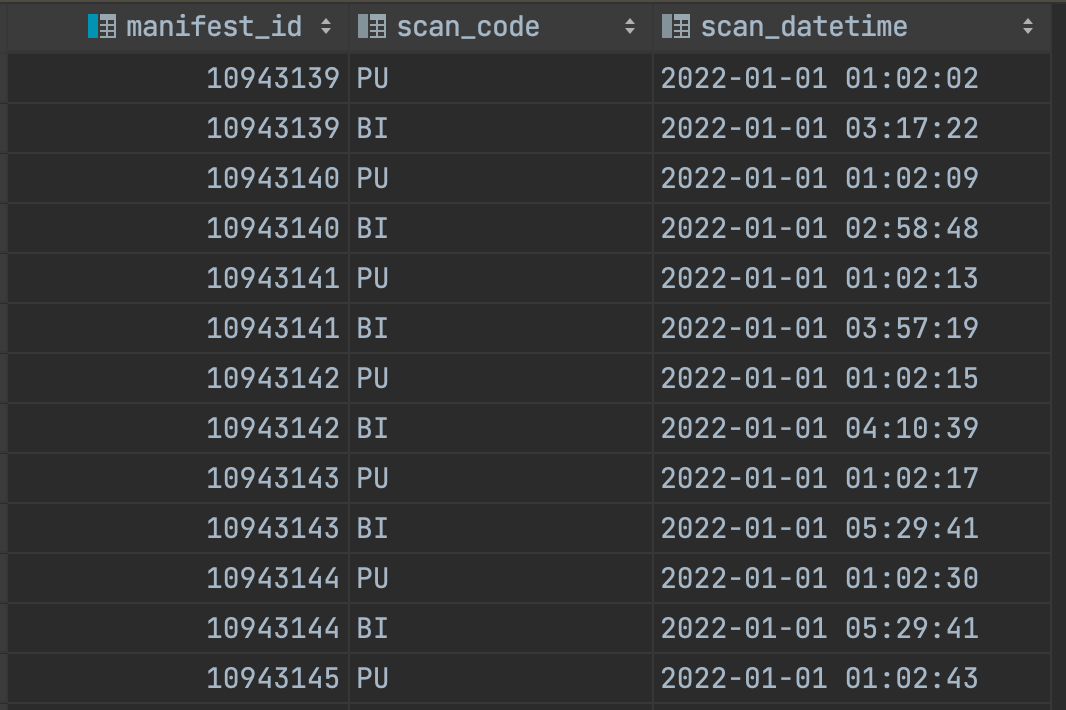 manifest_id scan_code scan_datetime
10943139 PU 2022-01-01 01:02:02
10943139 BI 2022-01-01 03:17:22
10943140 PU 2022-01-01 01:02:09
10943140 BI 2022-01-01 02:58:48
10943141 PU 2022-01-01 01:02:13
10943141 BI 2022-01-01 03:57:19
10943142 PU 2022-01-01 01:02:15
10943142 BI 2022-01-01 04:10:39
10943143 PU 2022-01-01 01:02:17
10943143 BI 2022-01-01 05:29:41
10943144 PU 2022-01-01 01:02:30
10943144 BI 2022-01-01 05:29:41
10943145 PU 2022-01-01 01:02:43